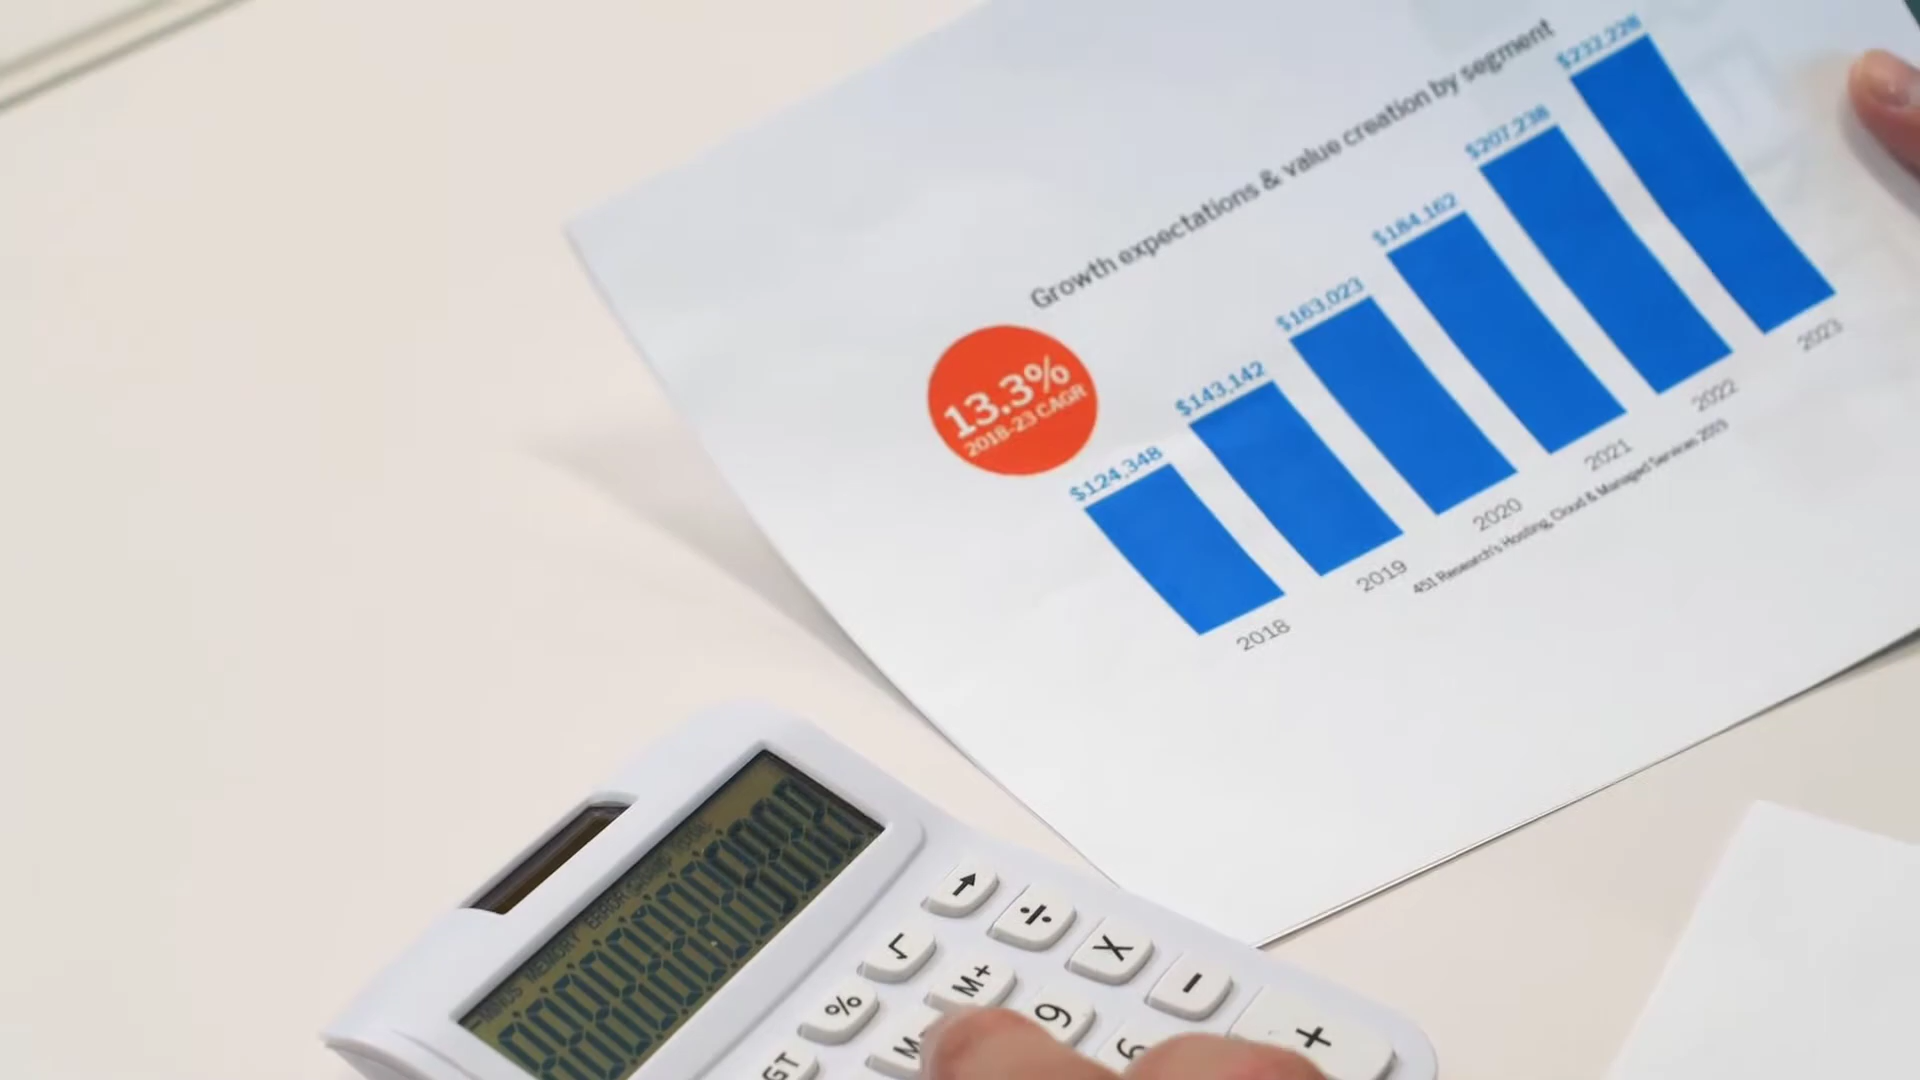 Growth expectations & value creation by segment
13.3%
2018-23 CAGR
$124,348
$143,142
$163,023
$184,162
$207,238
$232,228
2018
2019
2020
2021
2022
2023
451 Research's Hosting, Cloud & Managed Services 2019
MINUS MEMORY ERROR GRAND TOTAL
→
÷
X
-
+
√
M+
9
%
M-
6
GT